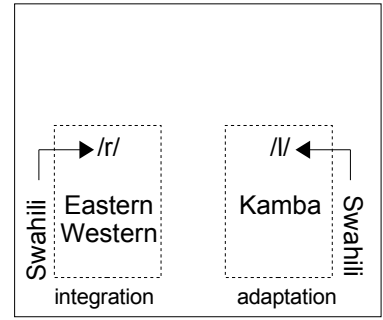 /r/
/l/
Swahili
Eastern
Western
Kamba
Swahili
integration
adaptation